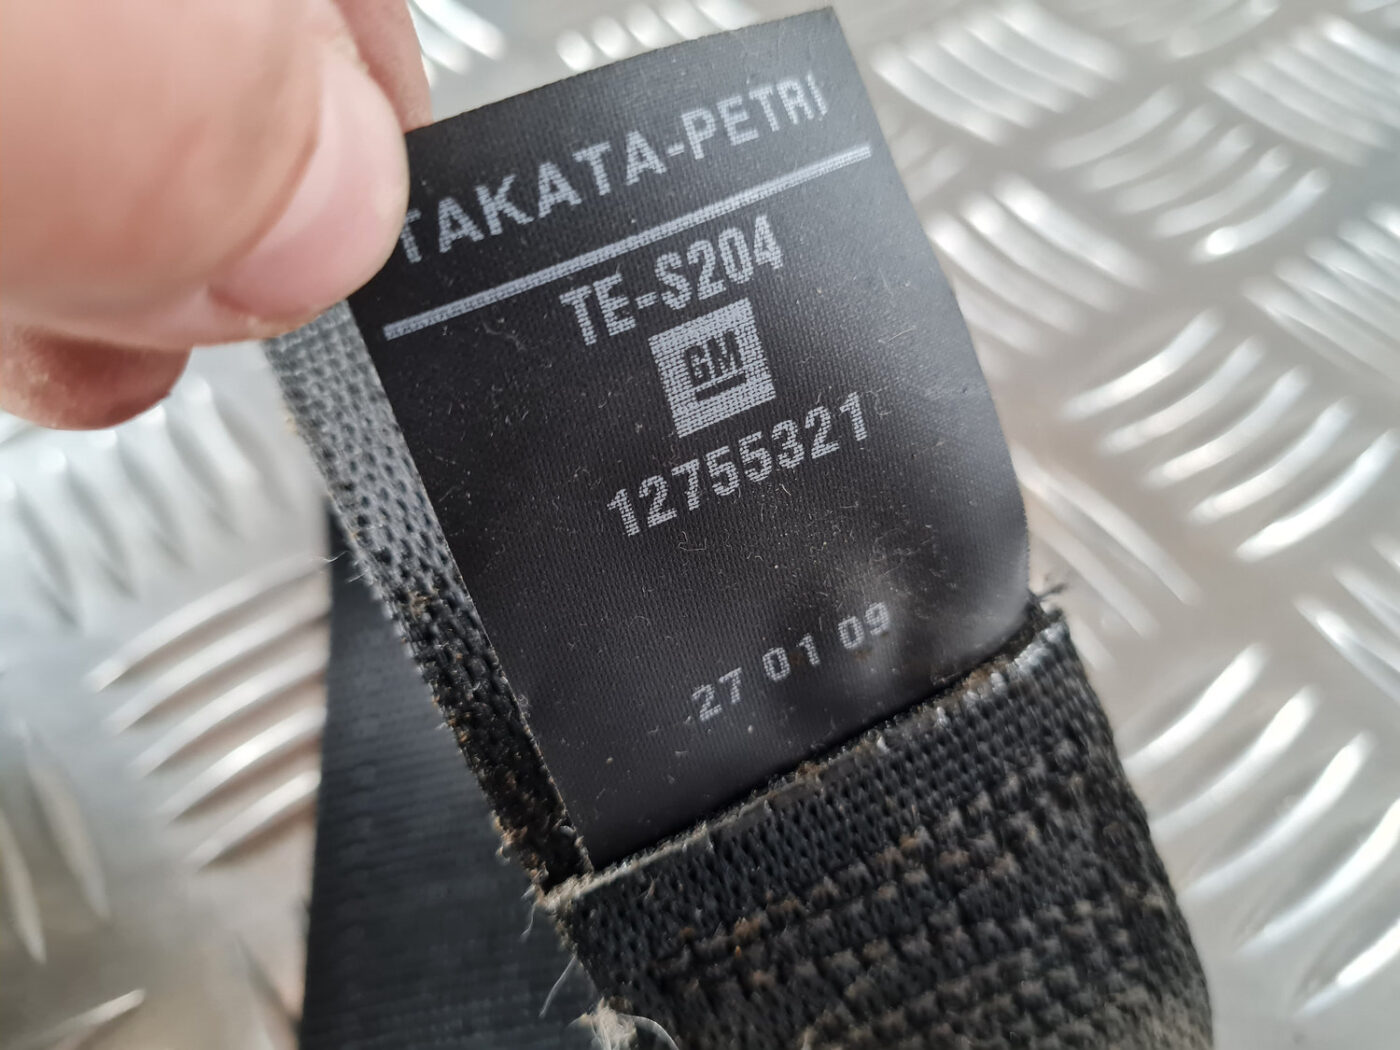 TAKATA-PETRI
TE-S204
GM
12755321
27 01 09